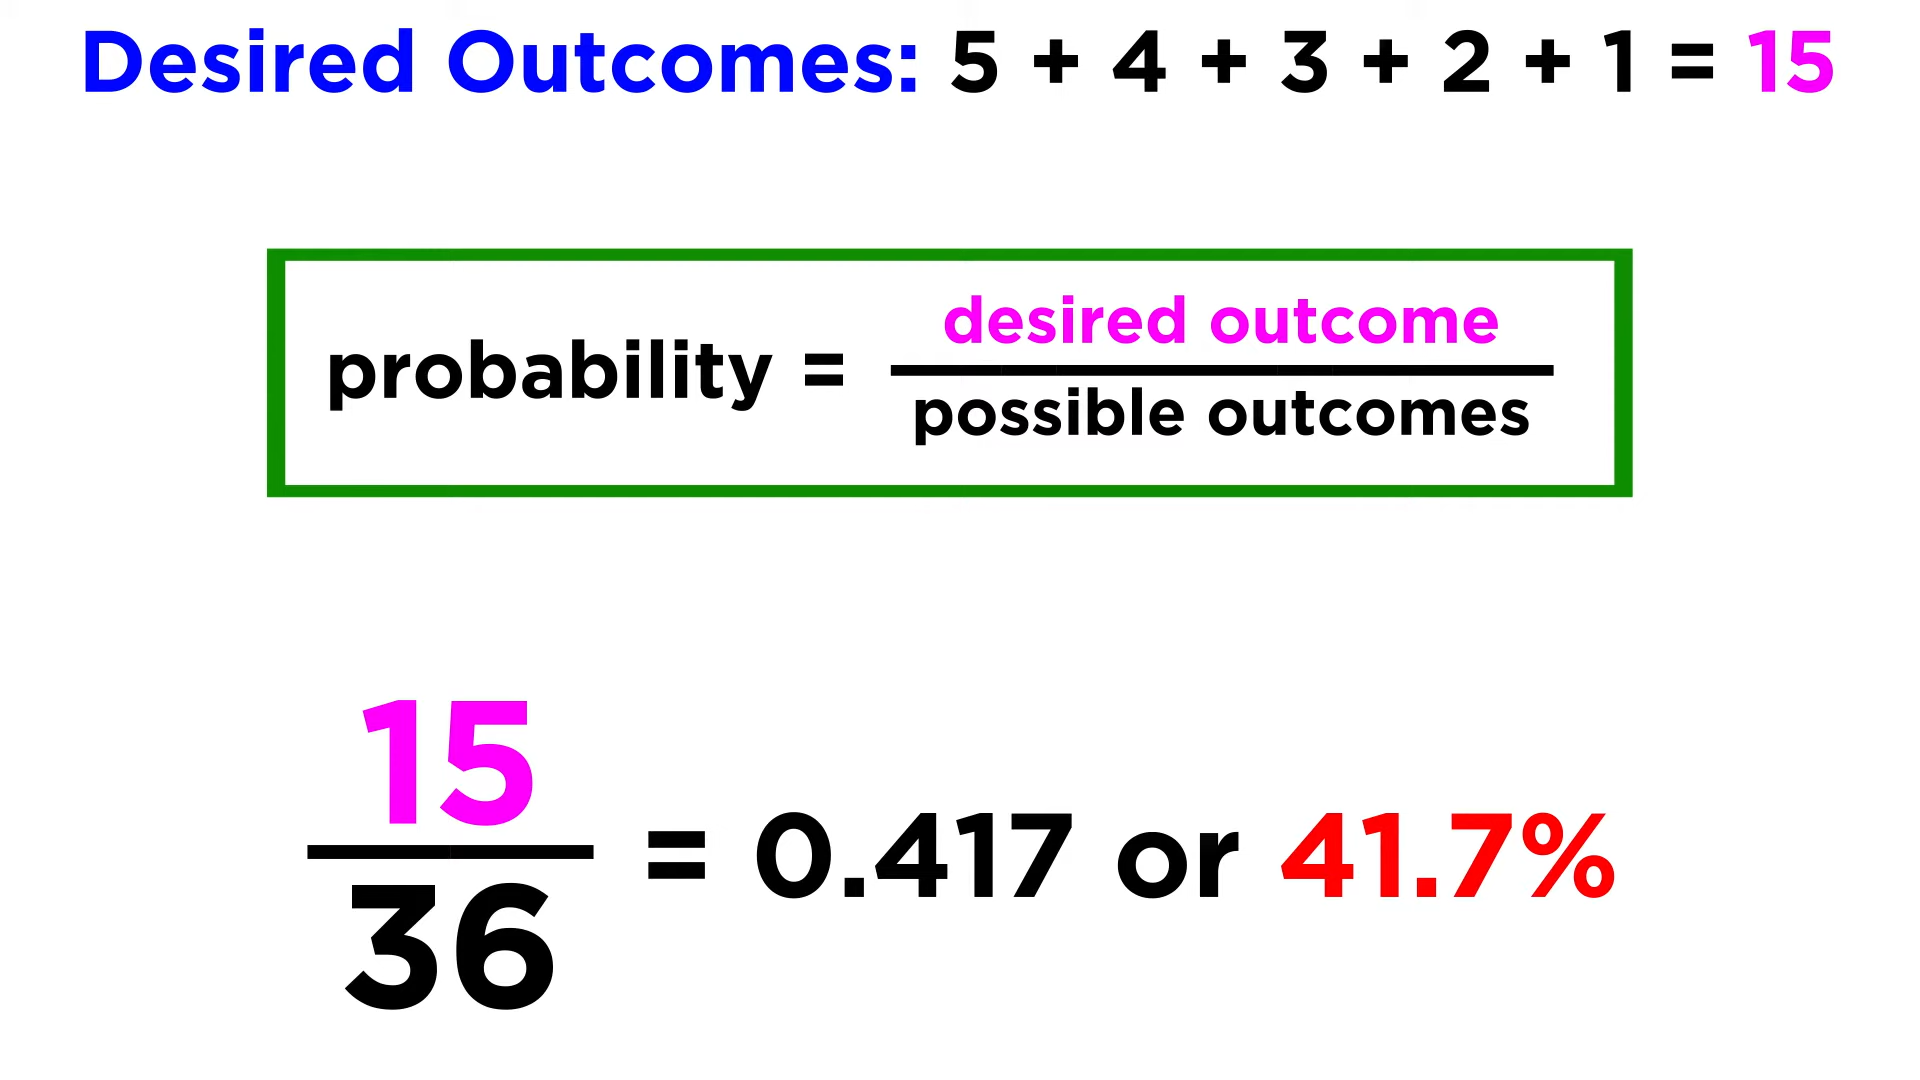 Desired Outcomes: 5 + 4 + 3 + 2 + 1 = 15
desired outcome
probability =
possible outcomes
15
= 0.417 or 41.7%
36